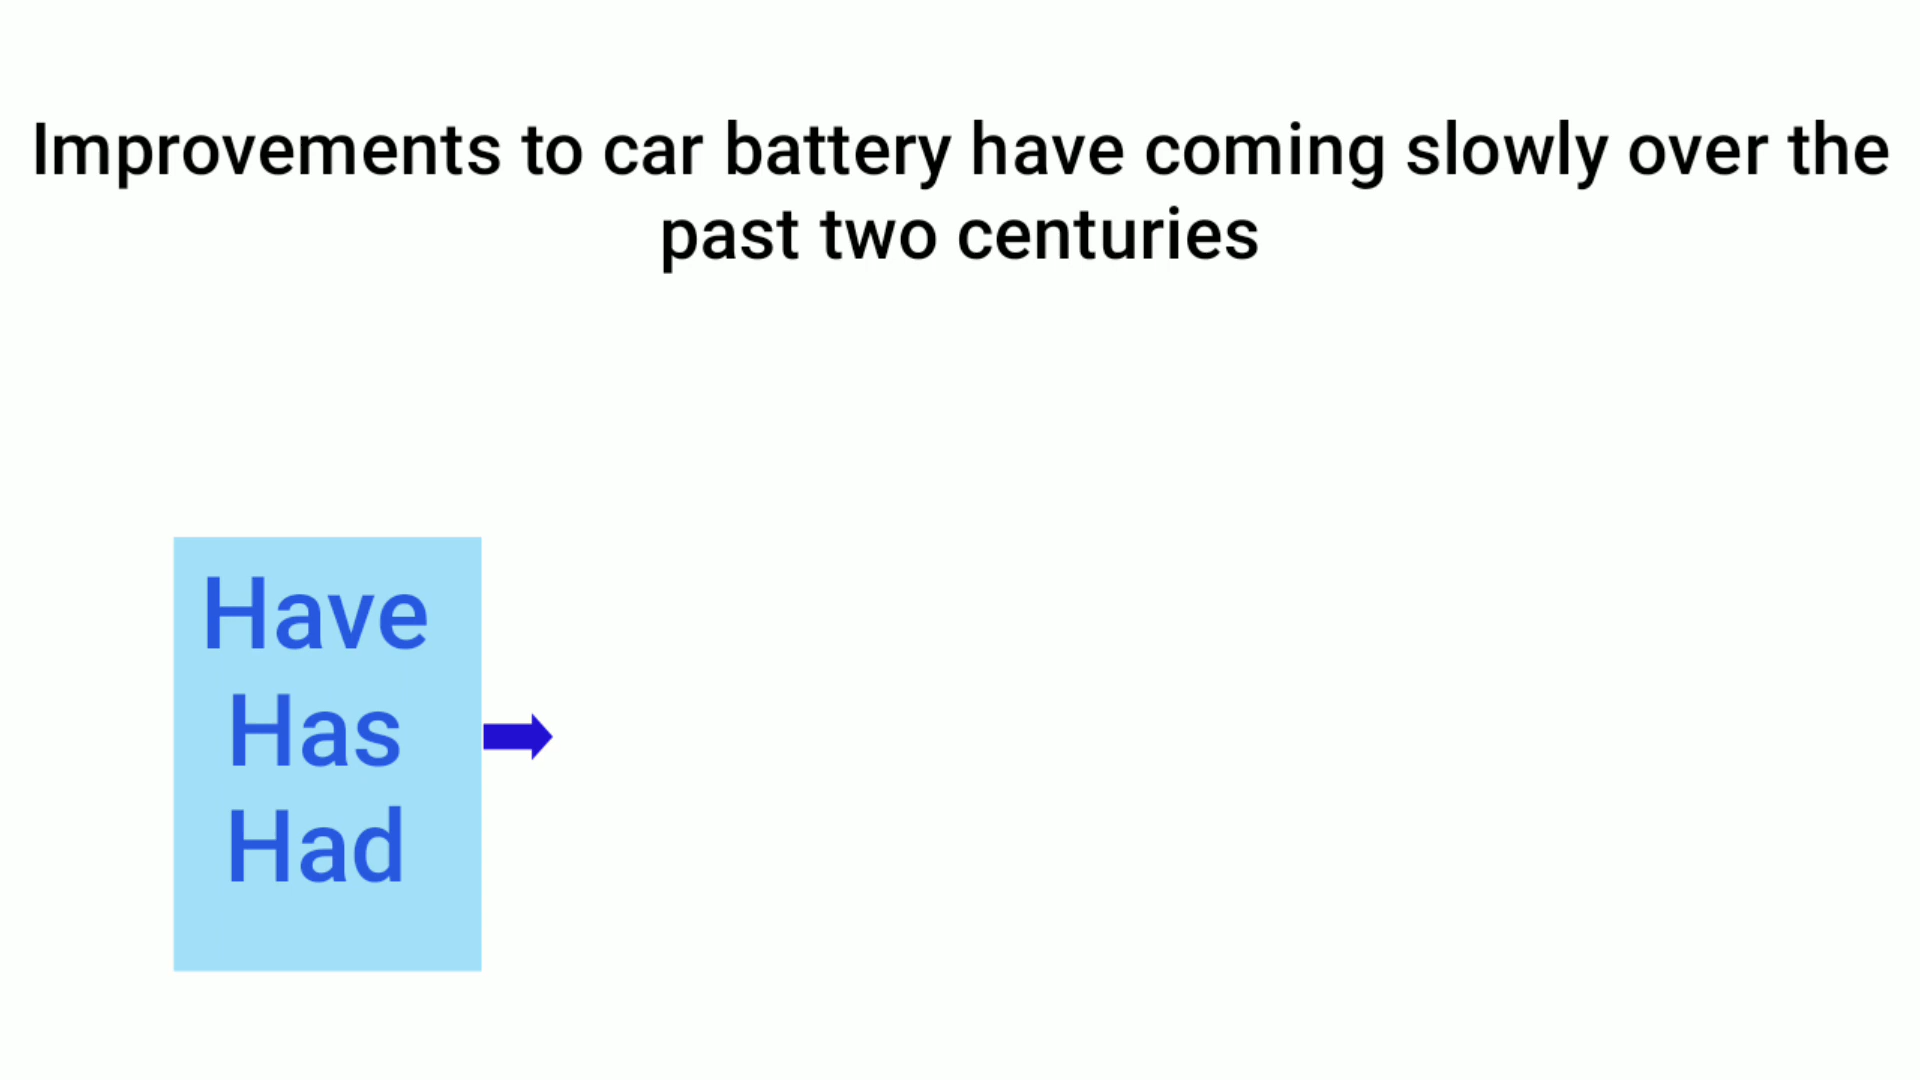 Improvements to car battery have coming slowly over the
past two centuries
Have
Has
Had